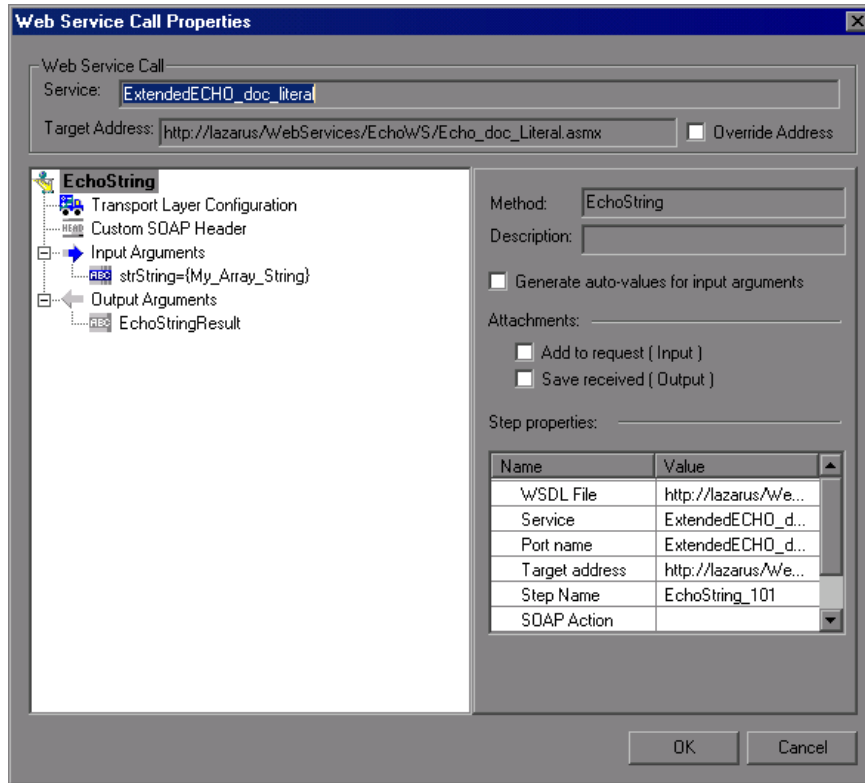 Web Service Call Properties
Web Service Call
Service: ExtendedECHO_doc_literal
Target Address: http://lazarus/WebServices/EchoWS/Echo_doc_Literal.asmx Override Address
EchoString
Transport Layer Configuration
HEAD Custom SOAP Header
Input Arguments
ABC strString={My_Array_String}
Output Arguments
ABC EchoStringResult
Method: EchoString
Description:
Generate auto-values for input arguments
Attachments:
Add to request ( Input )
Save received ( Output )
Step properties:
Name Value
WSDL File http://lazarus/We...
Service ExtendedECHO_d...
Port name ExtendedECHO_d...
Target address http://lazarus/We...
Step Name EchoString_101
SOAP Action
OK Cancel